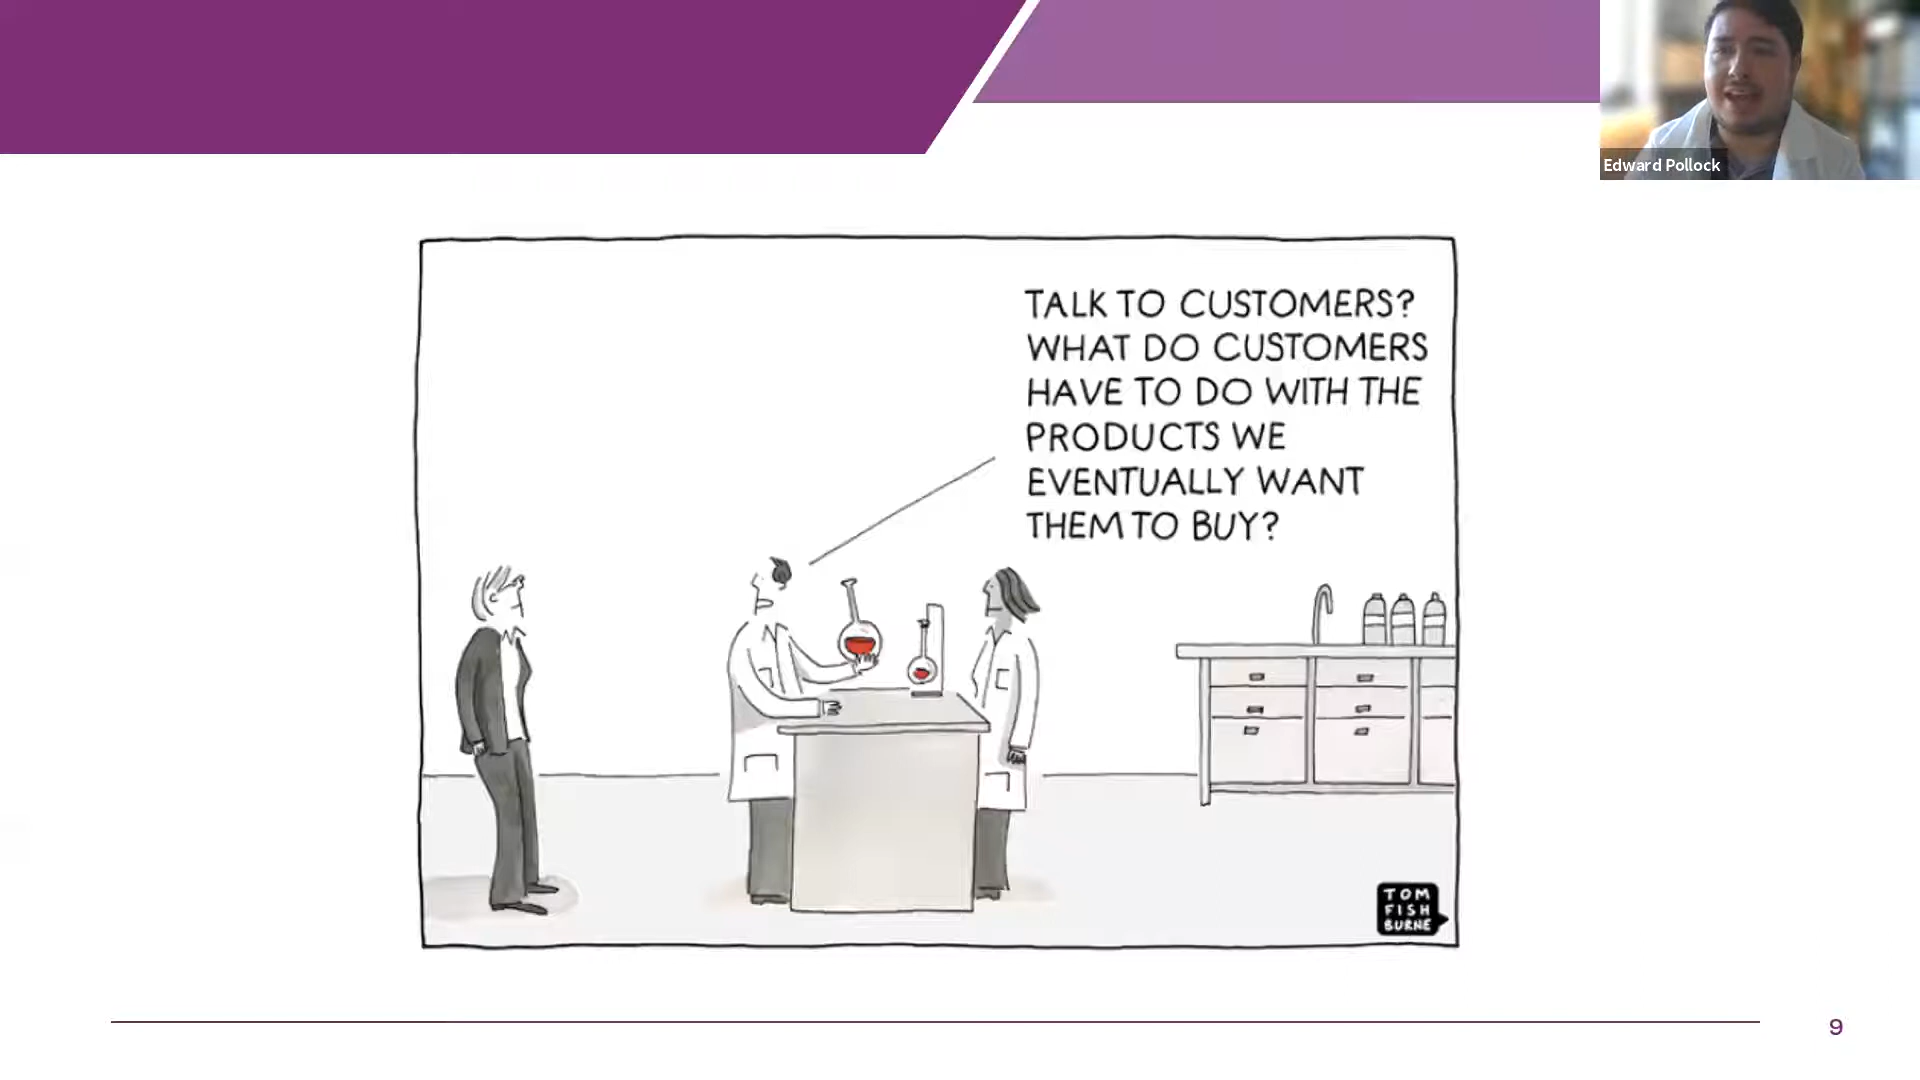 Edward Pollock
TALK TO CUSTOMERS?
WHAT DO CUSTOMERS
HAVE TO DO WITH THE
PRODUCTS WE
EVENTUALLY WANT
THEM TO BUY?
TOM
FISH
BURNE
9